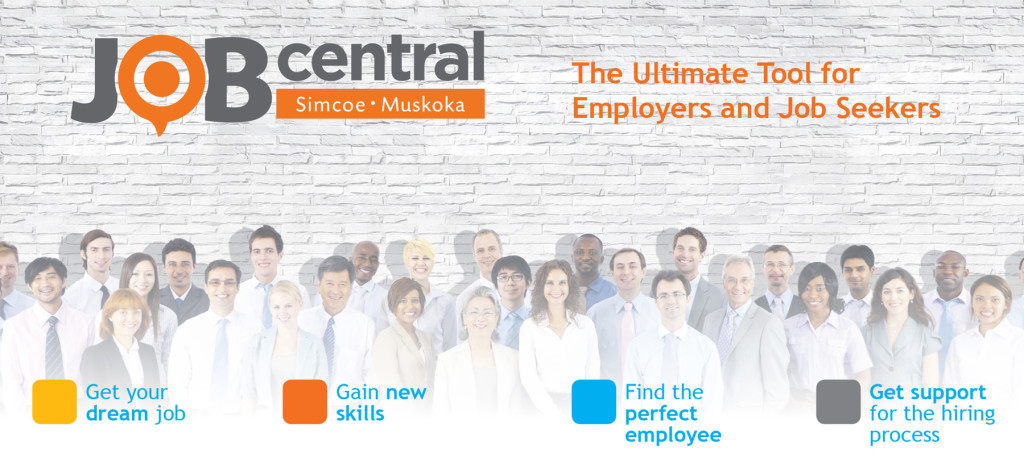 JOB central
Simcoe • Muskoka
The Ultimate Tool for
Employers and Job Seekers
Get your
dream job
Gain new
skills
Find the
perfect
employee
Get support
for the hiring
process